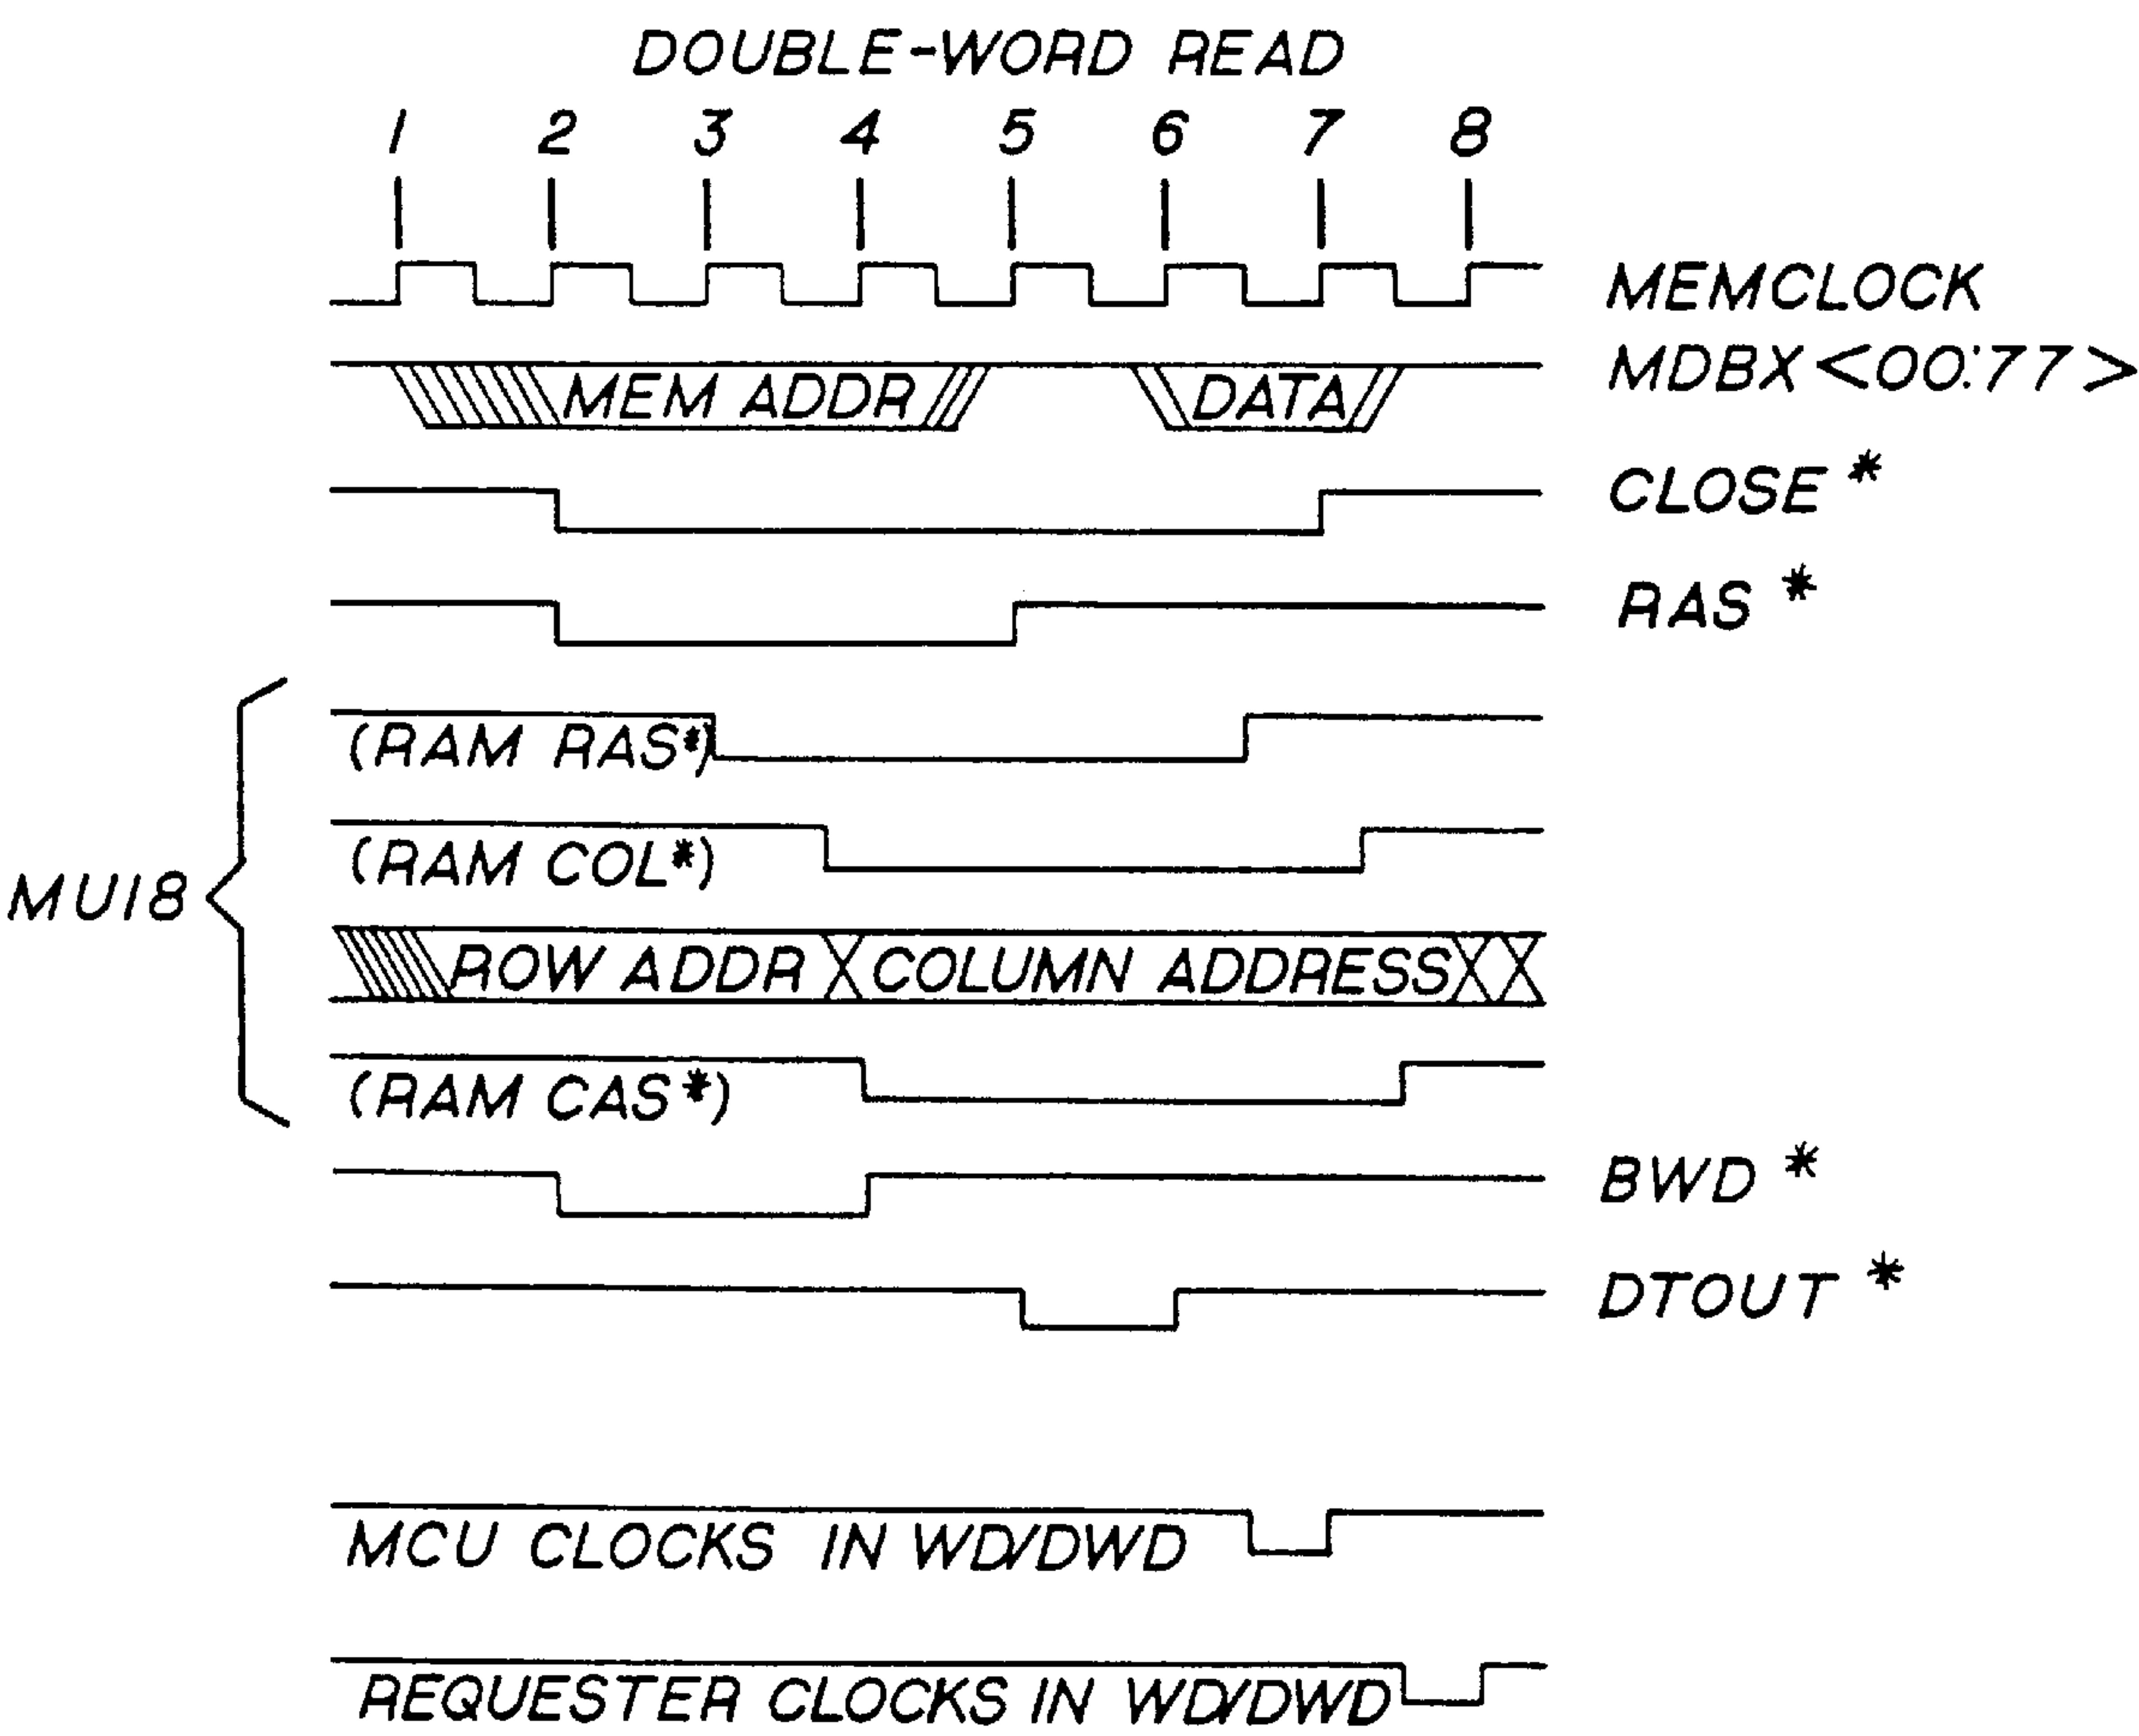 DOUBLE-WORD READ
1 2 3 4 5 6 7 8
MEMCLOCK
MDBX<00:77>
MEM ADDR DATA
CLOSE*
RAS*
(RAM RAS*)
(RAM COL*)
MU18
ROW ADDR COLUMN ADDRESS
(RAM CAS*)
BWD*
DTOUT*
MCU CLOCKS IN WD/DWD
REQUESTER CLOCKS IN WD/DWD